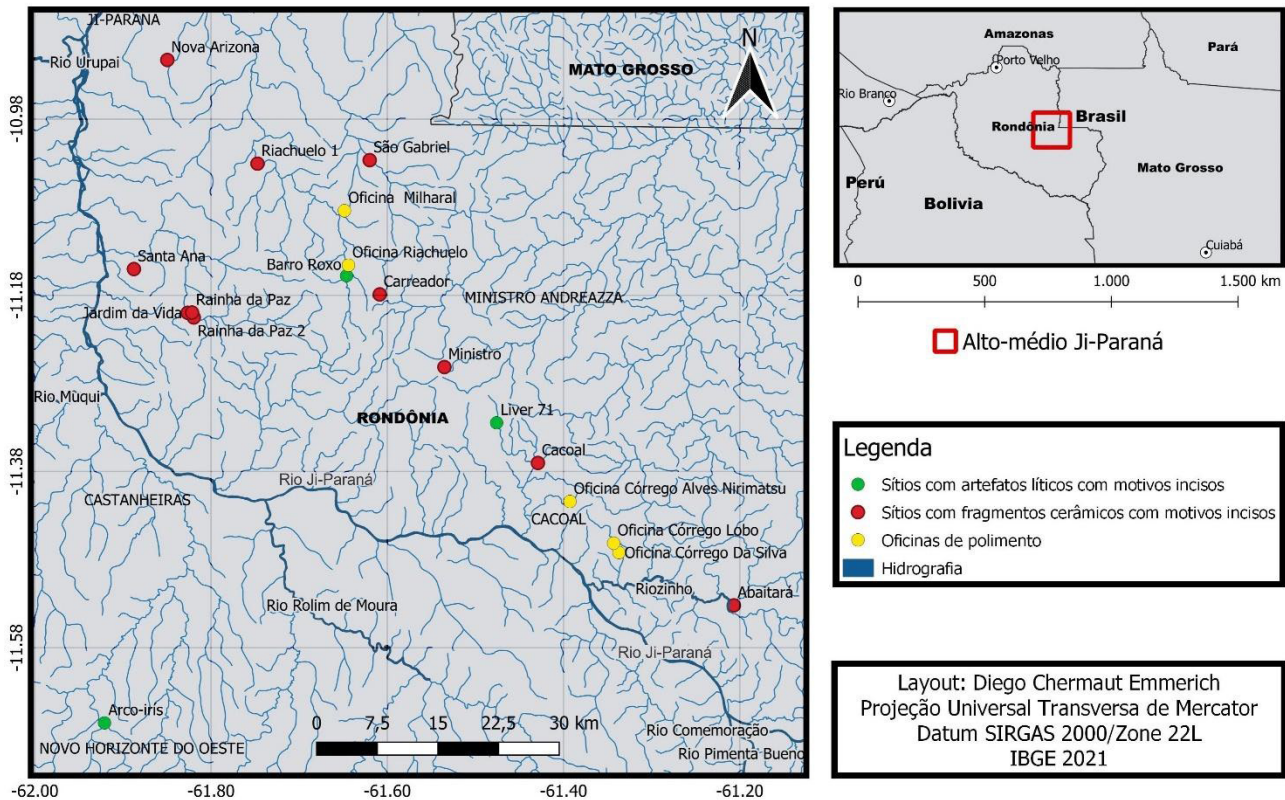 JI-PARANÁ
Nova Arizona
Rio Urupai
N
MATO GROSSO
-10.98
Riachuelo 1
São Gabriel
Oficina Milharal
Oficina Riachuelo
Barro Roxo
Santa Ana
Carreador
-11.18
Rainha da Paz
MINISTRO ANDREAZZA
Jardim da Vida
Rainha da Paz 2
Ministro
Rio Muqui
RONDÔNIA
Liver 71
-11.38
Cacoal
Rio Ji-Paraná
CASTANHEIRAS
Oficina Córrego Alves Nirimatsu
CACOAL
Oficina Córrego Lobo
Oficina Córrego Da Silva
Riozinho
Abaitará
Rio Rolim de Moura
-11.58
Rio Ji-Paraná
Arco-iris
0 7,5 15 22,5 30 km
Rio Comemoração
NOVO HORIZONTE DO OESTE
Rio Pimenta Bueno
-62.00 -61.80 -61.60 -61.40 -61.20
Amazonas
Pará
Porto Velho
Rio Branco
Brasil
Rondônia
Mato Grosso
Perú
Bolivia
Cuiabá
0 500 1.000 1.500 km
Alto-médio Ji-Paraná
Legenda
Sítios com artefatos líticos com motivos incisos
Sítios com fragmentos cerâmicos com motivos incisos
Oficinas de polimento
Hidrografia
Layout: Diego Chermaut Emmerich
Projeção Universal Transversa de Mercator
Datum SIRGAS 2000/Zone 22L
IBGE 2021